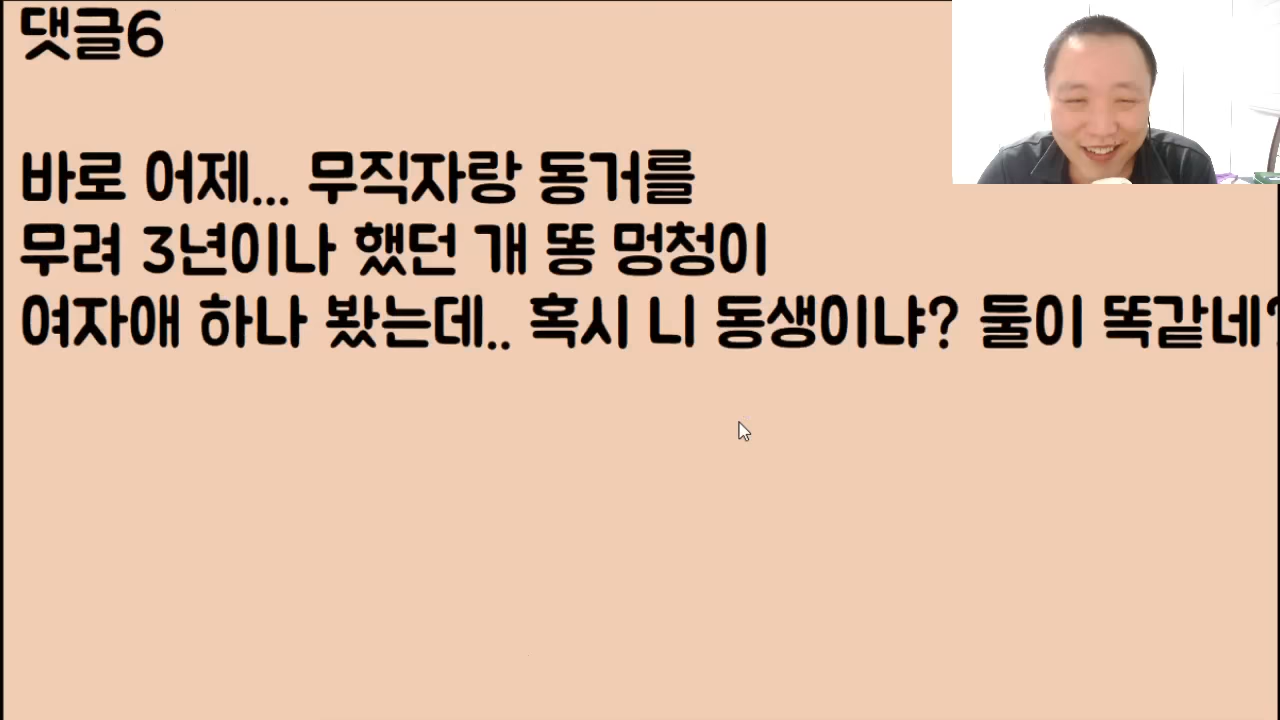 댓글6
바로 어제... 무직자랑 동거를
무려 3년이나 했던 개 똥 멍청이
여자애 하나 봤는데.. 혹시 니 동생이냐? 둘이 똑같네?